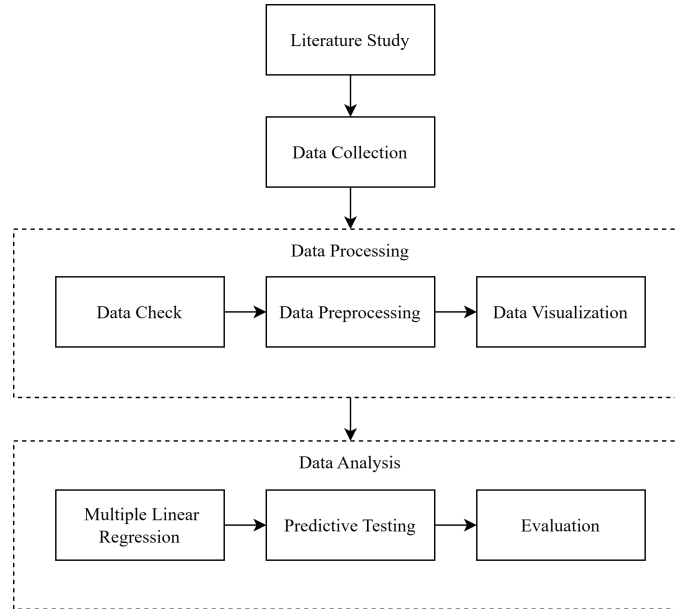 Literature Study
Data Collection
Data Processing
Data Check
Data Preprocessing
Data Visualization
Data Analysis
Multiple Linear
Regression
Predictive Testing
Evaluation